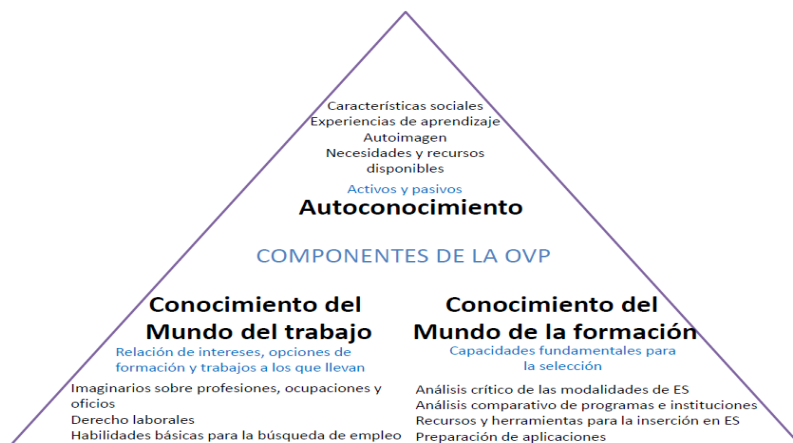 Características sociales
Experiencias de aprendizaje
Autoimagen
Necesidades y recursos
disponibles
Activos y pasivos
Autoconocimiento
COMPONENTES DE LA OVP
Conocimiento del
Mundo del trabajo
Relación de intereses, opciones de
formación y trabajos a los que llevan
Imaginarios sobre profesiones, ocupaciones y
oficios
Derecho laborales
Habilidades básicas para la búsqueda de empleo
Conocimiento del
Mundo de la formación
Capacidades fundamentales para
la selección
Análisis crítico de las modalidades de ES
Análisis comparativo de programas e instituciones
Recursos y herramientas para la inserción en ES
Preparación de aplicaciones